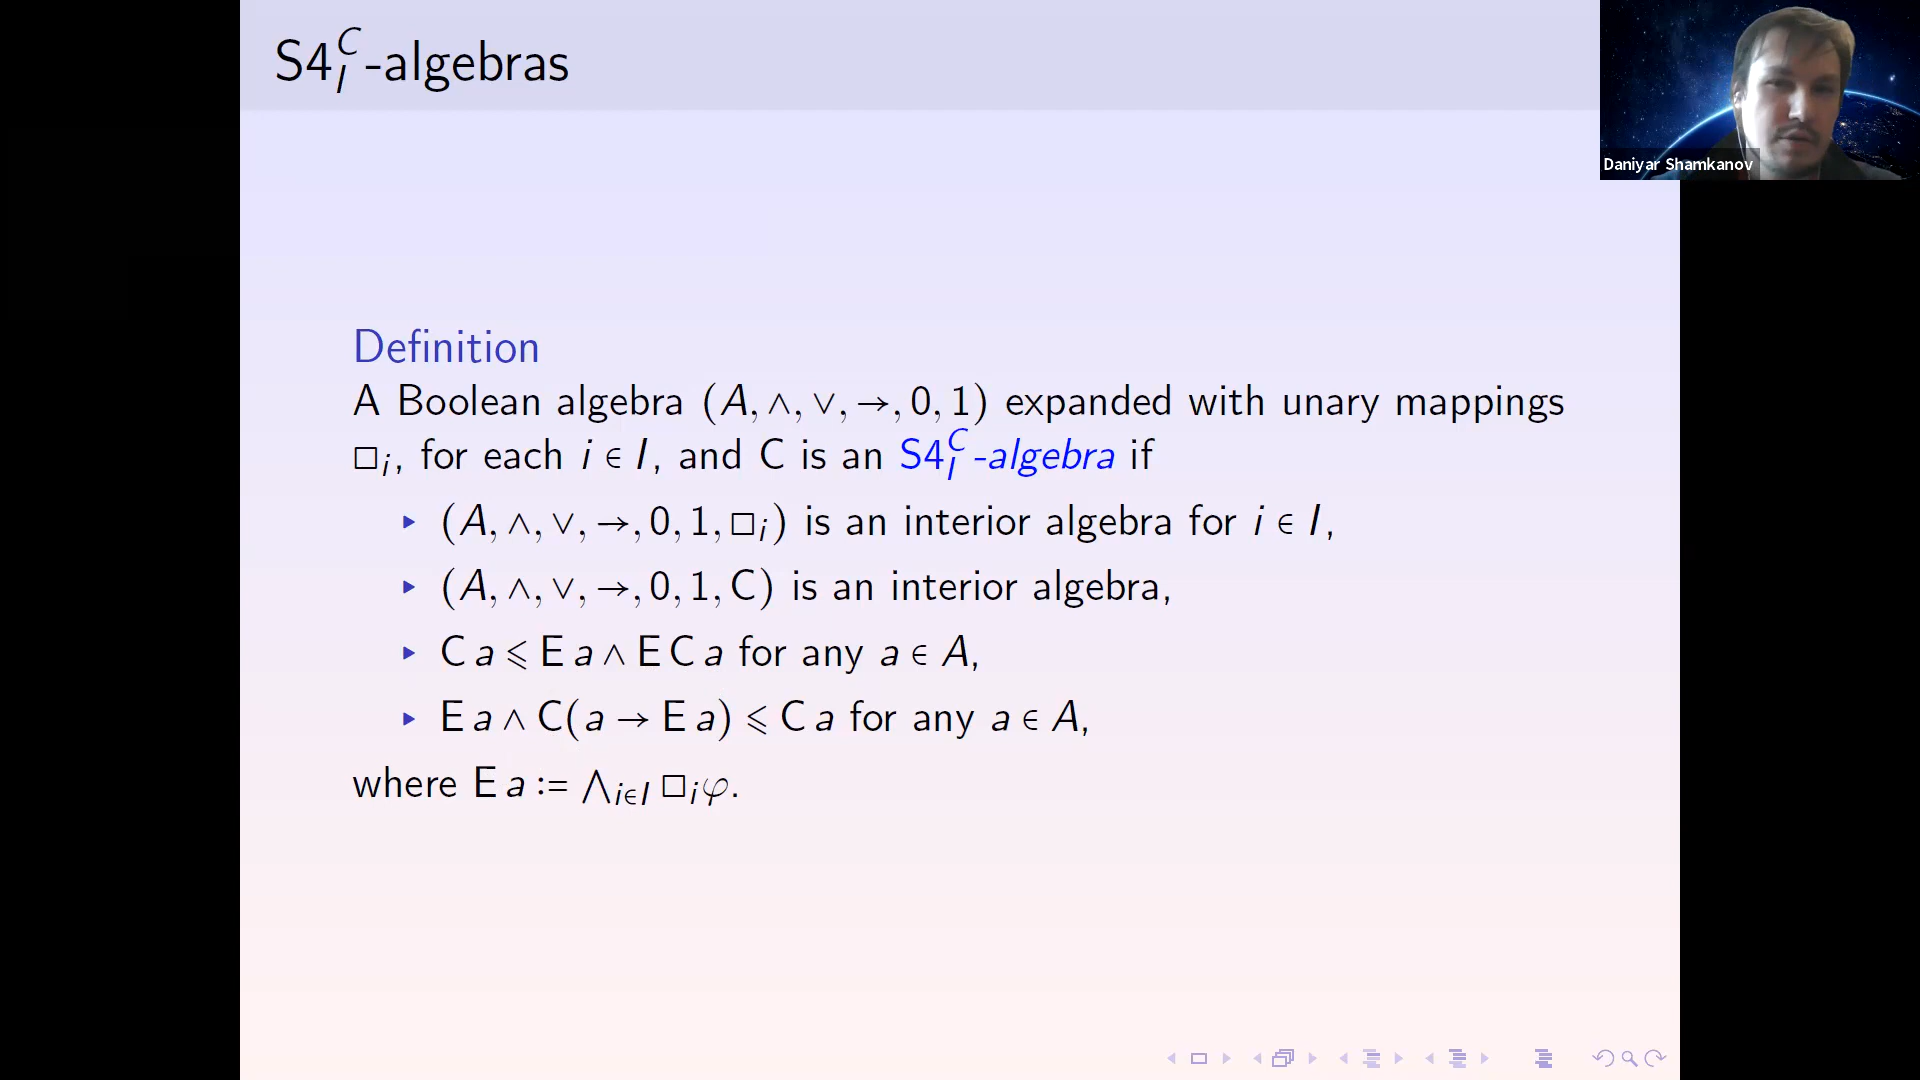 S4_I^C-algebras
Daniyar Shamkanov
Definition
A Boolean algebra (A, ∧, ∨, →, 0, 1) expanded with unary mappings
□_i, for each i ∈ I, and C is an S4_I^C-algebra if
▸ (A, ∧, ∨, →, 0, 1, □_i) is an interior algebra for i ∈ I,
▸ (A, ∧, ∨, →, 0, 1, C) is an interior algebra,
▸ C a ⩽ E a ∧ E C a for any a ∈ A,
▸ E a ∧ C(a → E a) ⩽ C a for any a ∈ A,
where E a := ⋀_{i∈I} □_i φ.